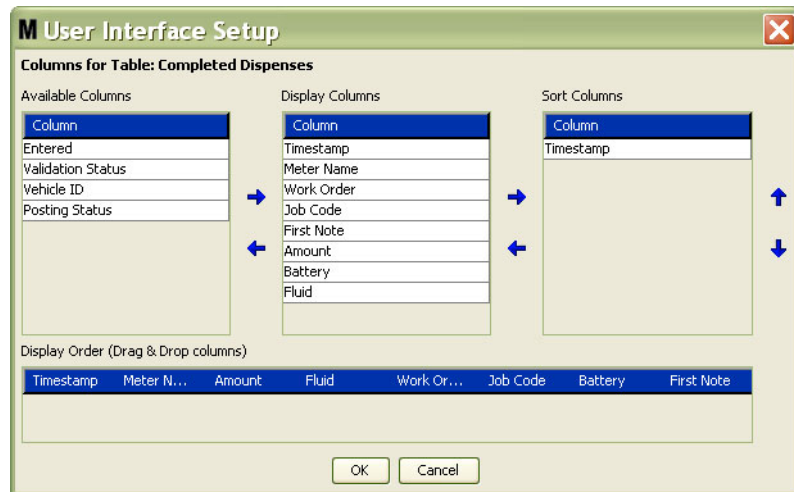 M User Interface Setup
Columns for Table: Completed Dispenses
Available Columns
Column
Entered
Validation Status
Vehicle ID
Posting Status
Display Columns
Column
Timestamp
Meter Name
Work Order
Job Code
First Note
Amount
Battery
Fluid
Sort Columns
Column
Timestamp
Display Order (Drag & Drop columns)
Timestamp Meter N... Amount Fluid Work Or... Job Code Battery First Note
OK Cancel